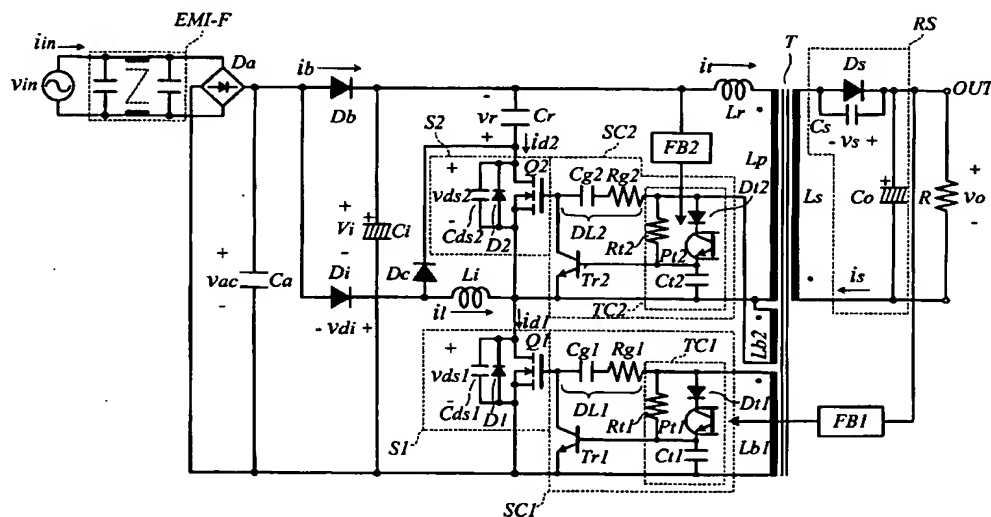 EMI-F
T
RS
iin
Da
ib
it
Ds
OUT
vin
Db
Lr
Cs
vr
Cr
- vs +
S2
id2
SC2
FB2
Lp
Q2
Cg2
Rg2
Dt2
Ls
Co
R
vo
vds2
DL2
Rt2
Pt2
Vi
Ci
D2
Cds2
Dc
Li
Tr2
Ct2
is
vac
Ca
Di
il
TC2
- vdi +
id1
Lb2
Q1
Cg1
Rg1
TC1
vds1
DL1
Dt1
Cds1
D1
Rt1
Pt1
FB1
S1
Tr1
Ct1
Lb1
SC1